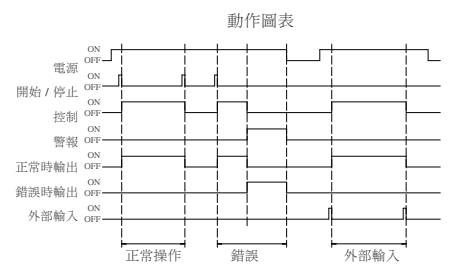 動作圖表
ON
OFF
電源
ON
OFF
開始 / 停止
ON
OFF
控制
ON
OFF
警報
ON
OFF
正常時輸出
ON
OFF
錯誤時輸出
ON
OFF
外部輸入
正常操作 錯誤 外部輸入